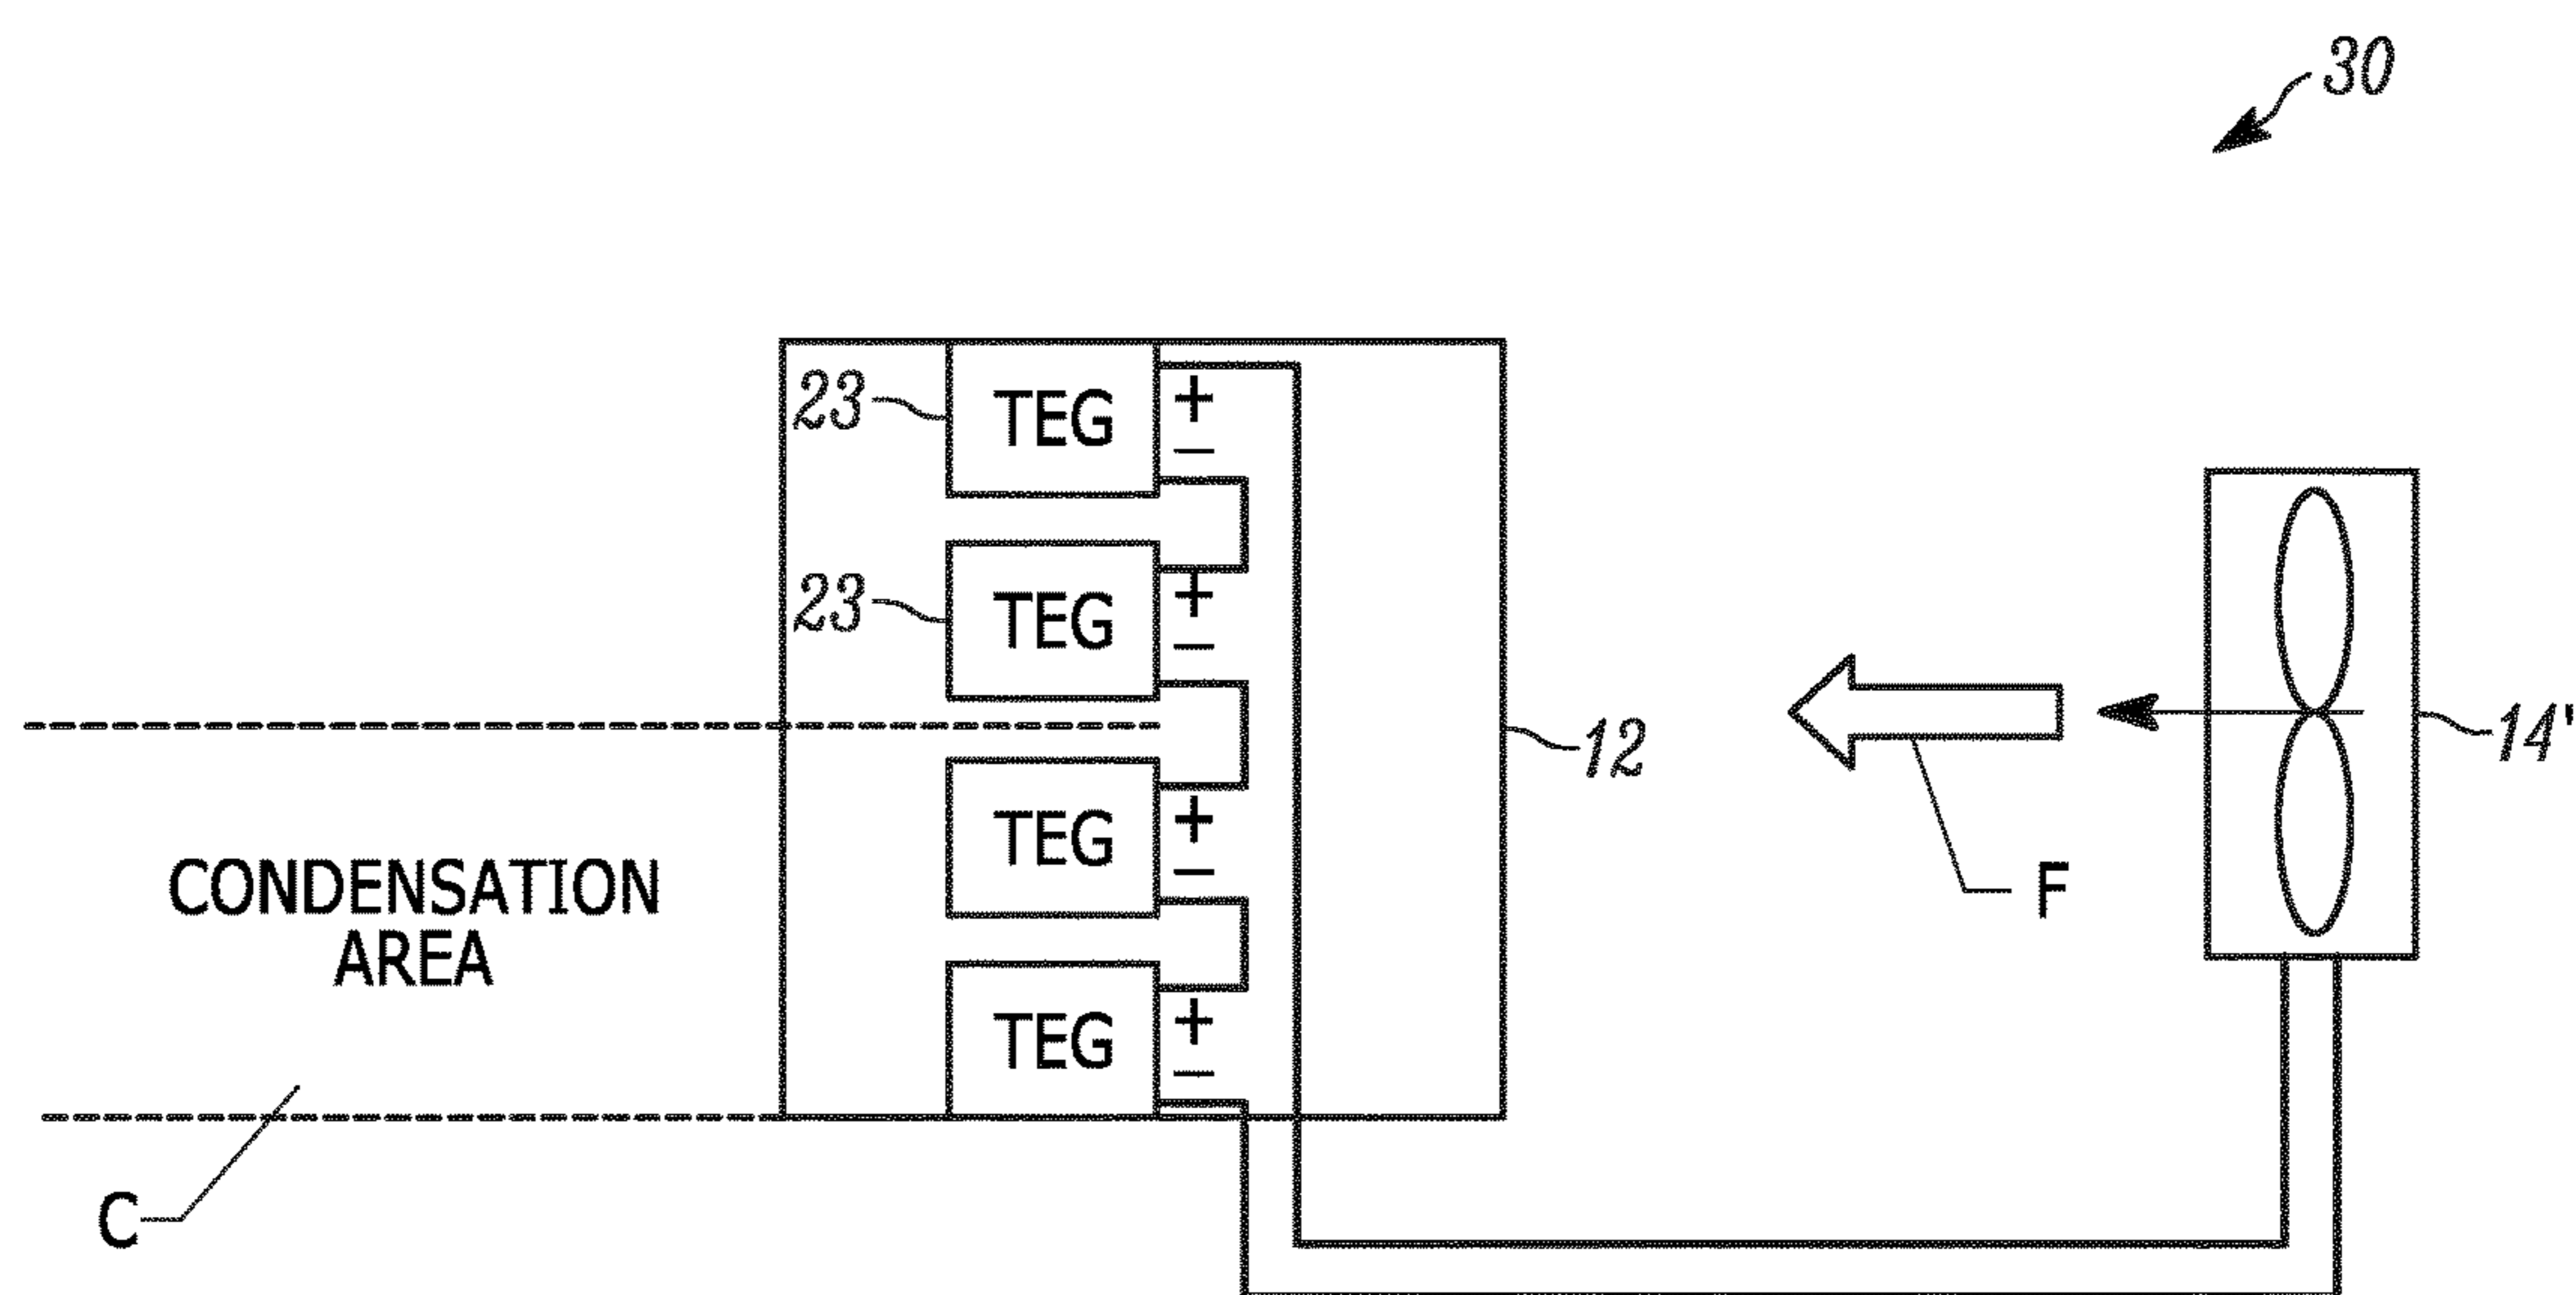 30
23
TEG
+
−
23
TEG
+
−
12
14'
TEG
+
−
F
CONDENSATION
AREA
TEG
+
−
C